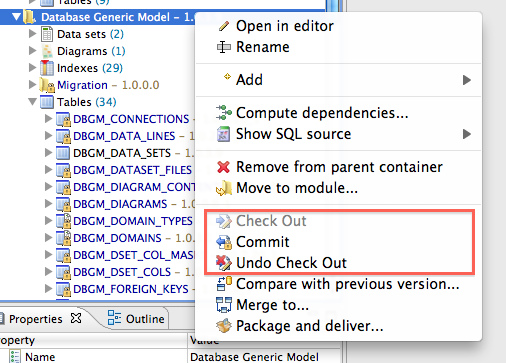 Tables (9)
Database Generic Model - 1.0
Data sets (2)
Diagrams (1)
Indexes (29)
Migration - 1.0.0.0
Tables (34)
DBGM_CONNECTIONS
DBGM_DATA_LINES
DBGM_DATA_SETS - 1
DBGM_DATASET_FILES
DBGM_DIAGRAM_CONT
DBGM_DIAGRAMS - 1.
DBGM_DOMAIN_TYPES
DBGM_DOMAINS - 1.0
DBGM_DSET_COL_MAS
DBGM_DSET_COLS - 1
DBGM_FOREIGN_KEYS
Open in editor
Rename
Add
Compute dependencies...
Show SQL source
Remove from parent container
Move to module...
Check Out
Commit
Undo Check Out
Compare with previous version...
Merge to...
Package and deliver...
Properties
Outline
Property
Value
Name
Database Generic Model